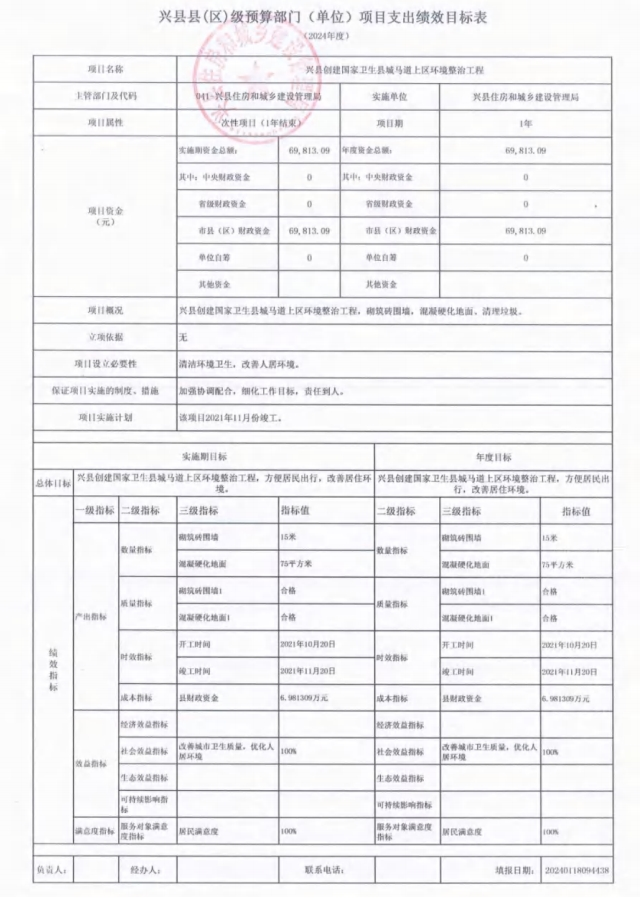 兴县县(区)级预算部门（单位）项目支出绩效目标表
（2024年度）
项目名称 兴县创建国家卫生县城马道上区环境整治工程
主管部门及代码 041-兴县住房和城乡建设管理局 实施单位 兴县住房和城乡建设管理局
项目属性 一次性项目（1年结束） 项目期 1年
项目资金（元） 实施期资金总额： 69,813.09 年度资金总额： 69,813.09
其中：中央财政资金 0 其中：中央财政资金 0
省级财政资金 0 省级财政资金 0
市县（区）财政资金 69,813.09 市县（区）财政资金 69,813.09
单位自筹 0 单位自筹 0
其他资金 其他资金
项目概况 兴县创建国家卫生县城马道上区环境整治工程，砌筑砖围墙，混凝硬化地面、清理垃圾。
立项依据 无
项目设立必要性 清洁环境卫生，改善人居环境。
保证项目实施的制度、措施 加强协调配合，细化工作目标，责任到人。
项目实施计划 该项目2021年11月份竣工。
实施期目标 年度目标
总体目标 兴县创建国家卫生县城马道上区环境整治工程，方便居民出行，改善居住环境。 兴县创建国家卫生县城马道上区环境整治工程，方便居民出行，改善居住环境。
绩效指标 一级指标 二级指标 三级指标 指标值 二级指标 三级指标 指标值
产出指标 数量指标 砌筑砖围墙 15米 数量指标 砌筑砖围墙 15米
混凝硬化地面 75平方米 混凝硬化地面 75平方米
质量指标 砌筑砖围墙1 合格 质量指标 砌筑砖围墙1 合格
混凝硬化地面1 合格 混凝硬化地面1 合格
时效指标 开工时间 2021年10月20日 时效指标 开工时间 2021年10月20日
竣工时间 2021年11月20日 竣工时间 2021年11月20日
成本指标 县财政资金 6.981309万元 成本指标 县财政资金 6.981309万元
效益指标 经济效益指标 经济效益指标
社会效益指标 改善城市卫生质量，优化人居环境 100% 社会效益指标 改善城市卫生质量，优化人居环境 100%
生态效益指标 生态效益指标
可持续影响指标 可持续影响指标
满意度指标 服务对象满意度指标 居民满意度 100% 服务对象满意度指标 居民满意度 100%
负责人： 经办人： 联系电话： 填报日期： 20240118094438